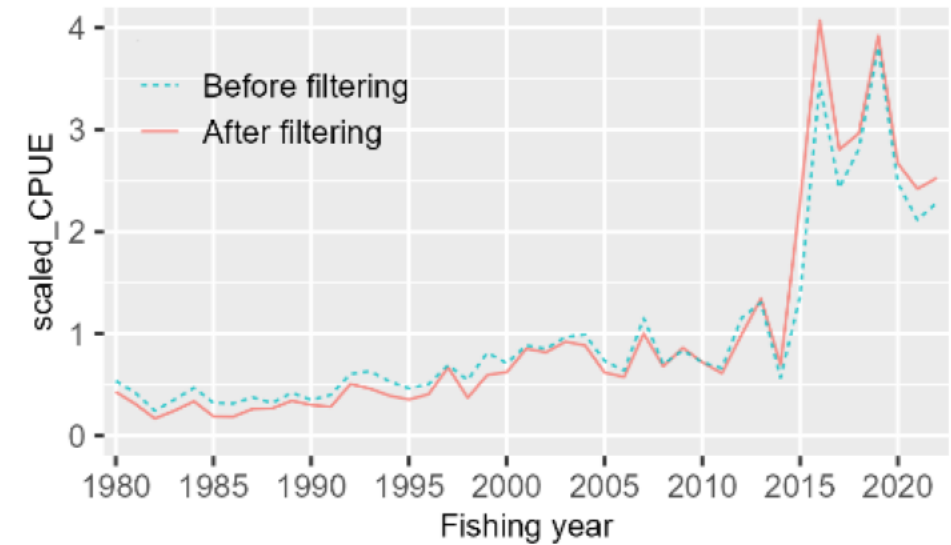 4
3
2
1
0
scaled_CPUE
Before filtering
After filtering
1980 1985 1990 1995 2000 2005 2010 2015 2020
Fishing year